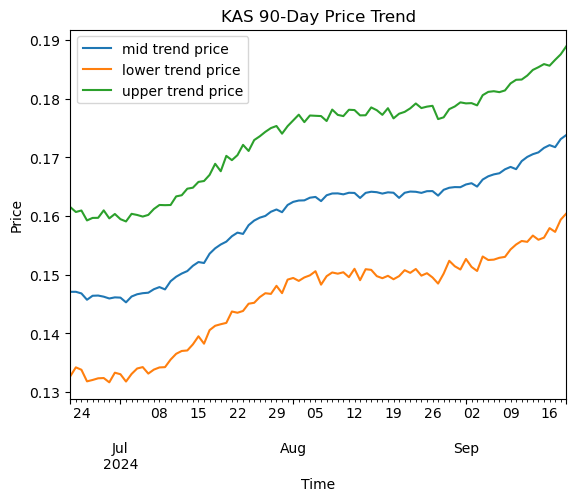 KAS 90-Day Price Trend
mid trend price
lower trend price
upper trend price
0.19
0.18
0.17
0.16
0.15
0.14
0.13
Price
24 08 15 22 29 05 12 19 26 02 09 16
Jul Aug Sep
2024
Time